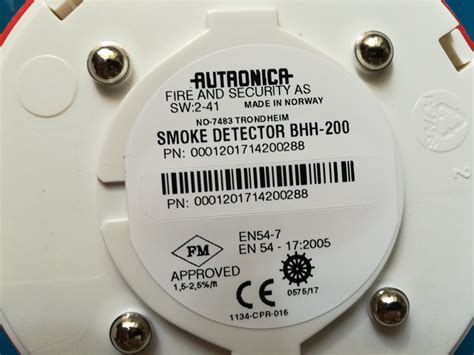 AUTRONICA
FIRE AND SECURITY AS
SW:2-41 MADE IN NORWAY
NO-7483 TRONDHEIM
SMOKE DETECTOR BHH-200
PN: 0001201714200288
PN: 0001201714200288
EN54-7
EN 54 - 17:2005
FM
APPROVED
1,5-2,5%/ft
0575/17
CE
1134-CPR-016
2